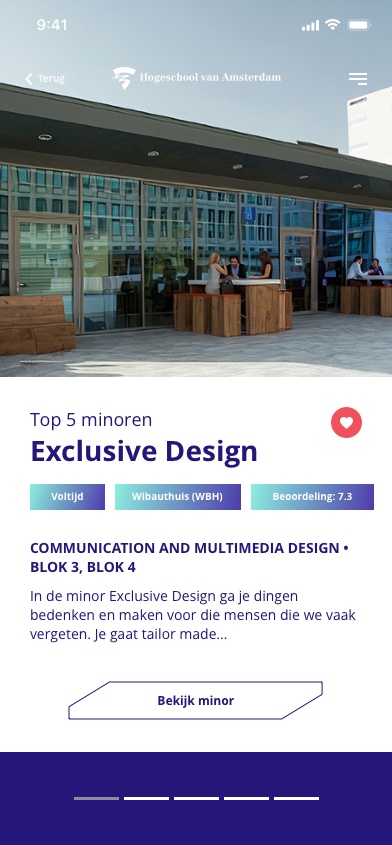 9:41
Terug
Hogeschool van Amsterdam
Top 5 minoren
Exclusive Design
Voltijd
Wibauthuis (WBH)
Beoordeling: 7.3
COMMUNICATION AND MULTIMEDIA DESIGN •
BLOK 3, BLOK 4
In de minor Exclusive Design ga je dingen
bedenken en maken voor die mensen die we vaak
vergeten. Je gaat tailor made...
Bekijk minor